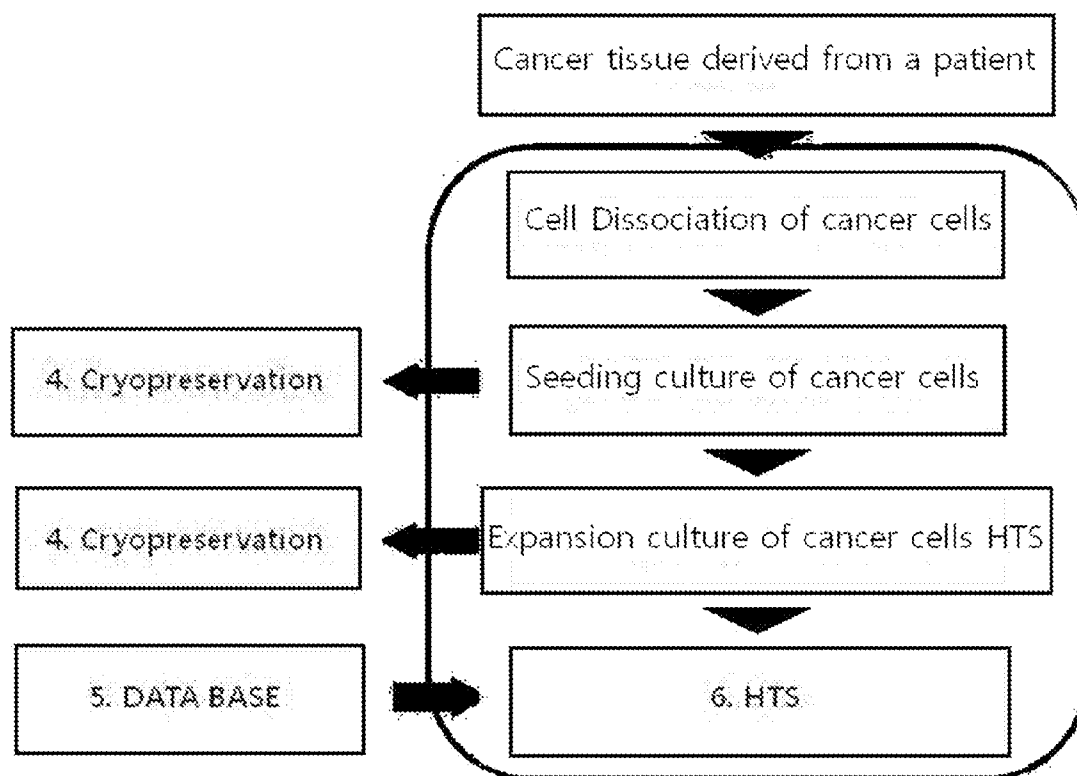 Cancer tissue derived from a patient
Cell Dissociation of cancer cells
4. Cryopreservation
Seeding culture of cancer cells
4. Cryopreservation
Expansion culture of cancer cells HTS
5. DATA BASE
6. HTS